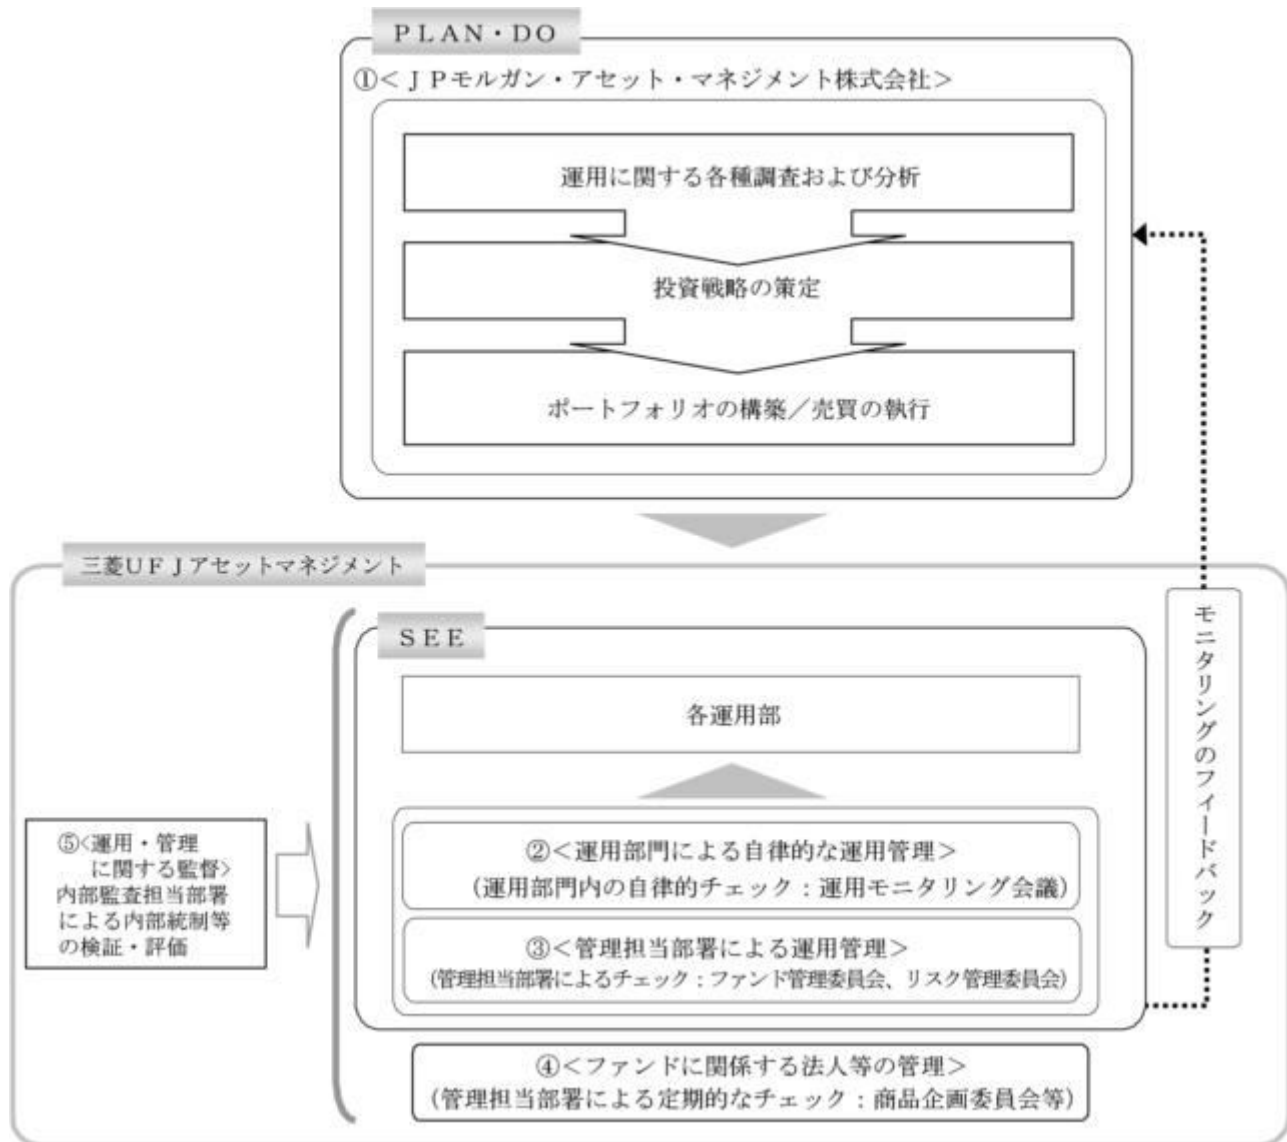 PLAN・DO
①<JPモルガン・アセット・マネジメント株式会社>
運用に関する各種調査および分析
投資戦略の策定
ポートフォリオの構築/売買の執行
三菱UFJアセットマネジメント
SEE
各運用部
②<運用部門による自律的な運用管理>
(運用部門内の自律的チェック:運用モニタリング会議)
③<管理担当部署による運用管理>
(管理担当部署によるチェック:ファンド管理委員会、リスク管理委員会)
④<ファンドに関係する法人等の管理>
(管理担当部署による定期的なチェック:商品企画委員会等)
⑤<運用・管理
に関する監督>
内部監査担当部署
による内部統制等
の検証・評価
モニタリングのフィードバック